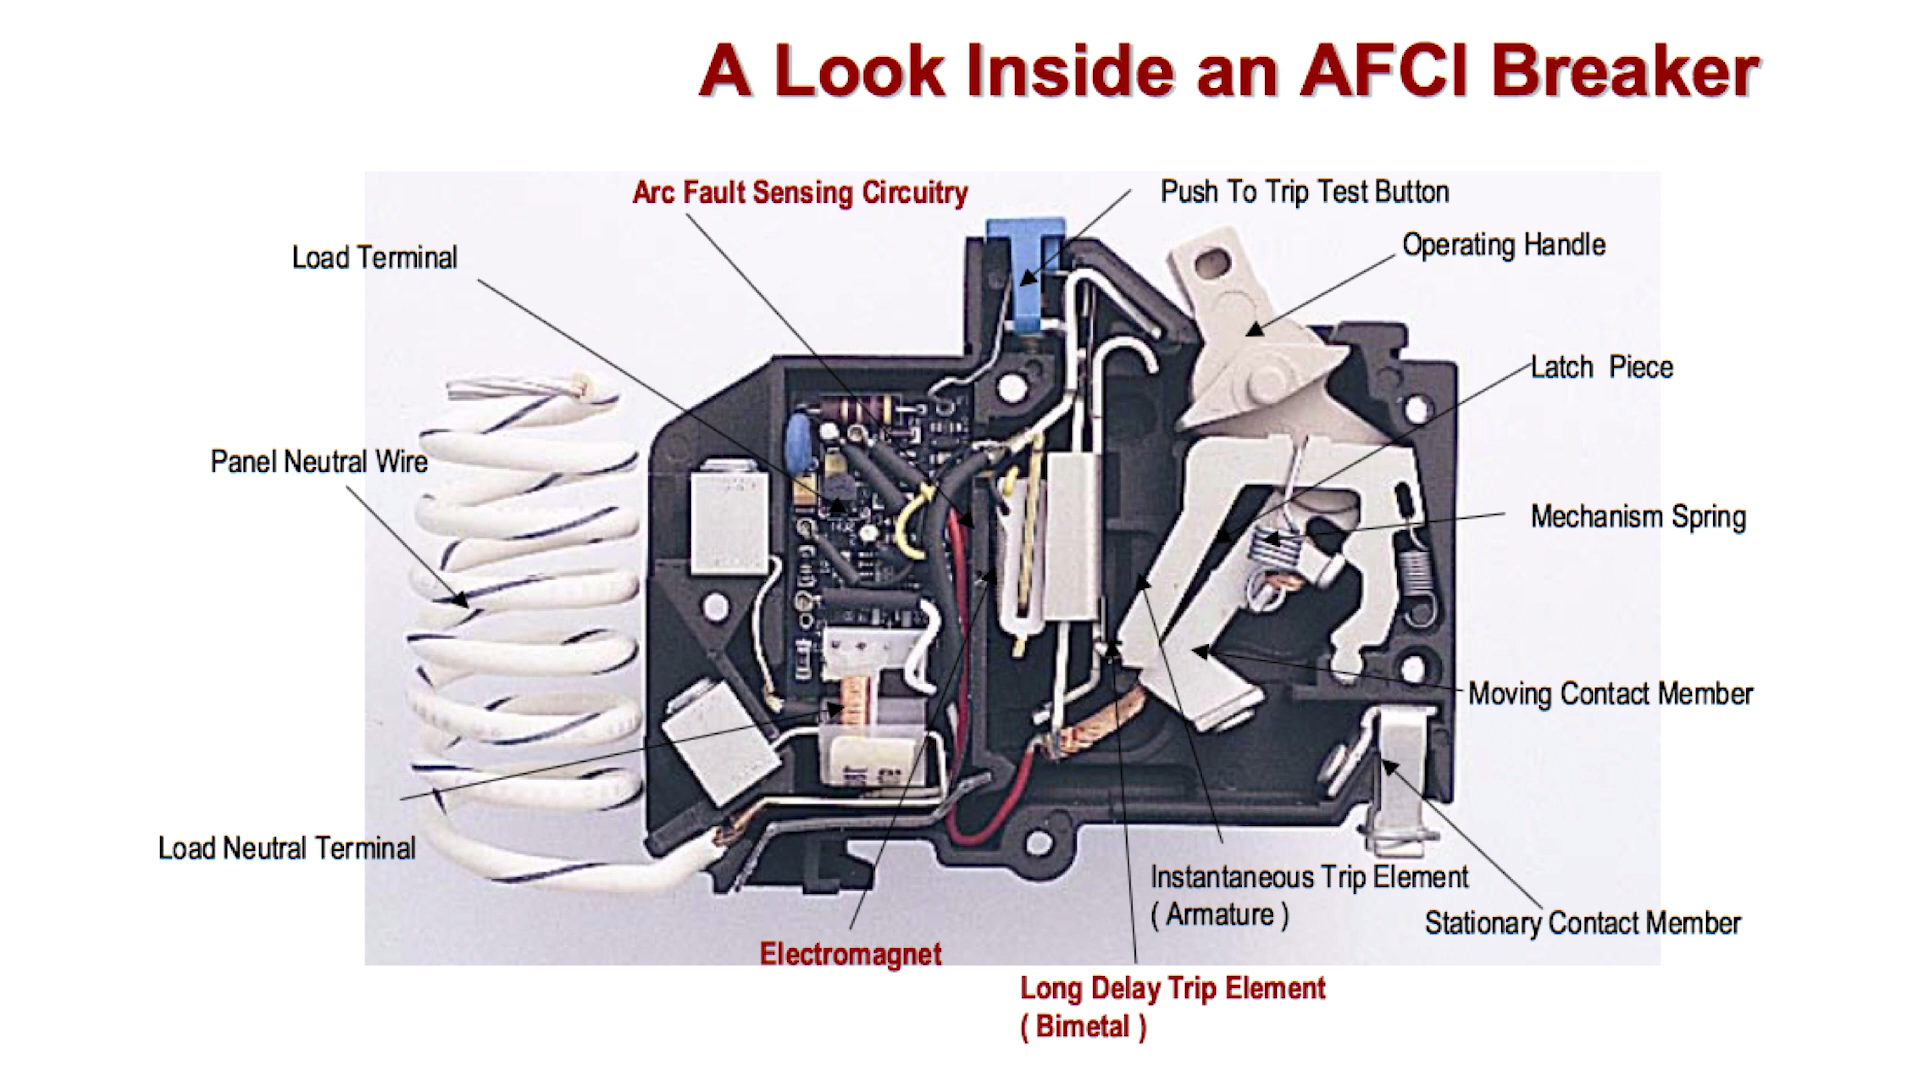 A Look Inside an AFCI Breaker
Arc Fault Sensing Circuitry
Push To Trip Test Button
Operating Handle
Load Terminal
Latch Piece
Panel Neutral Wire
Mechanism Spring
Moving Contact Member
Load Neutral Terminal
Instantaneous Trip Element
( Armature )
Stationary Contact Member
Electromagnet
Long Delay Trip Element
( Bimetal )